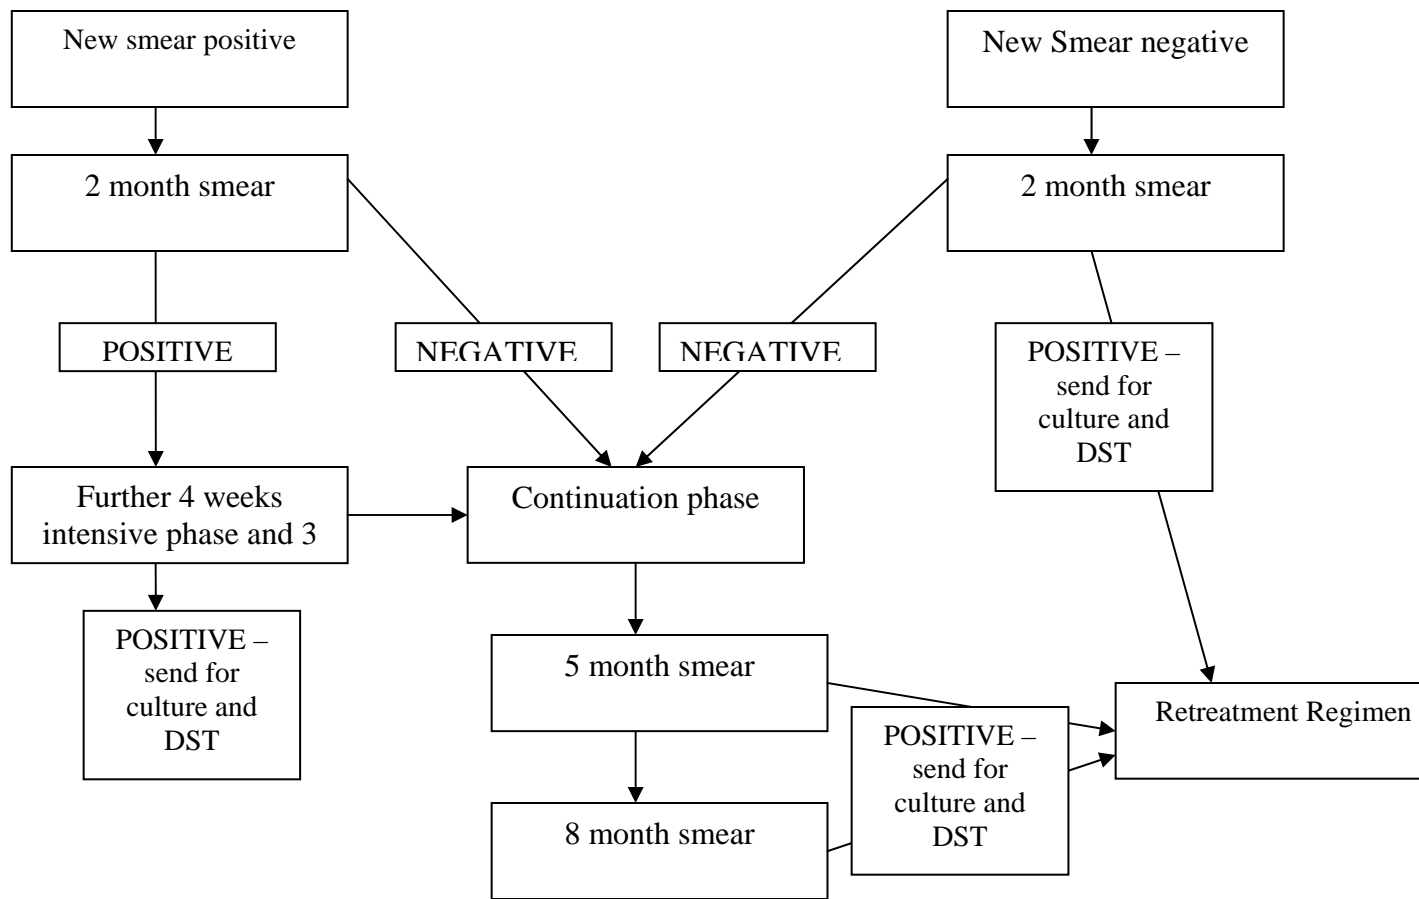 New smear positive
New Smear negative
2 month smear
2 month smear
POSITIVE
NEGATIVE
NEGATIVE
POSITIVE –
send for
culture and
DST
Further 4 weeks
intensive phase and 3
Continuation phase
POSITIVE –
send for
culture and
DST
5 month smear
Retreatment Regimen
POSITIVE –
send for
culture and
DST
8 month smear